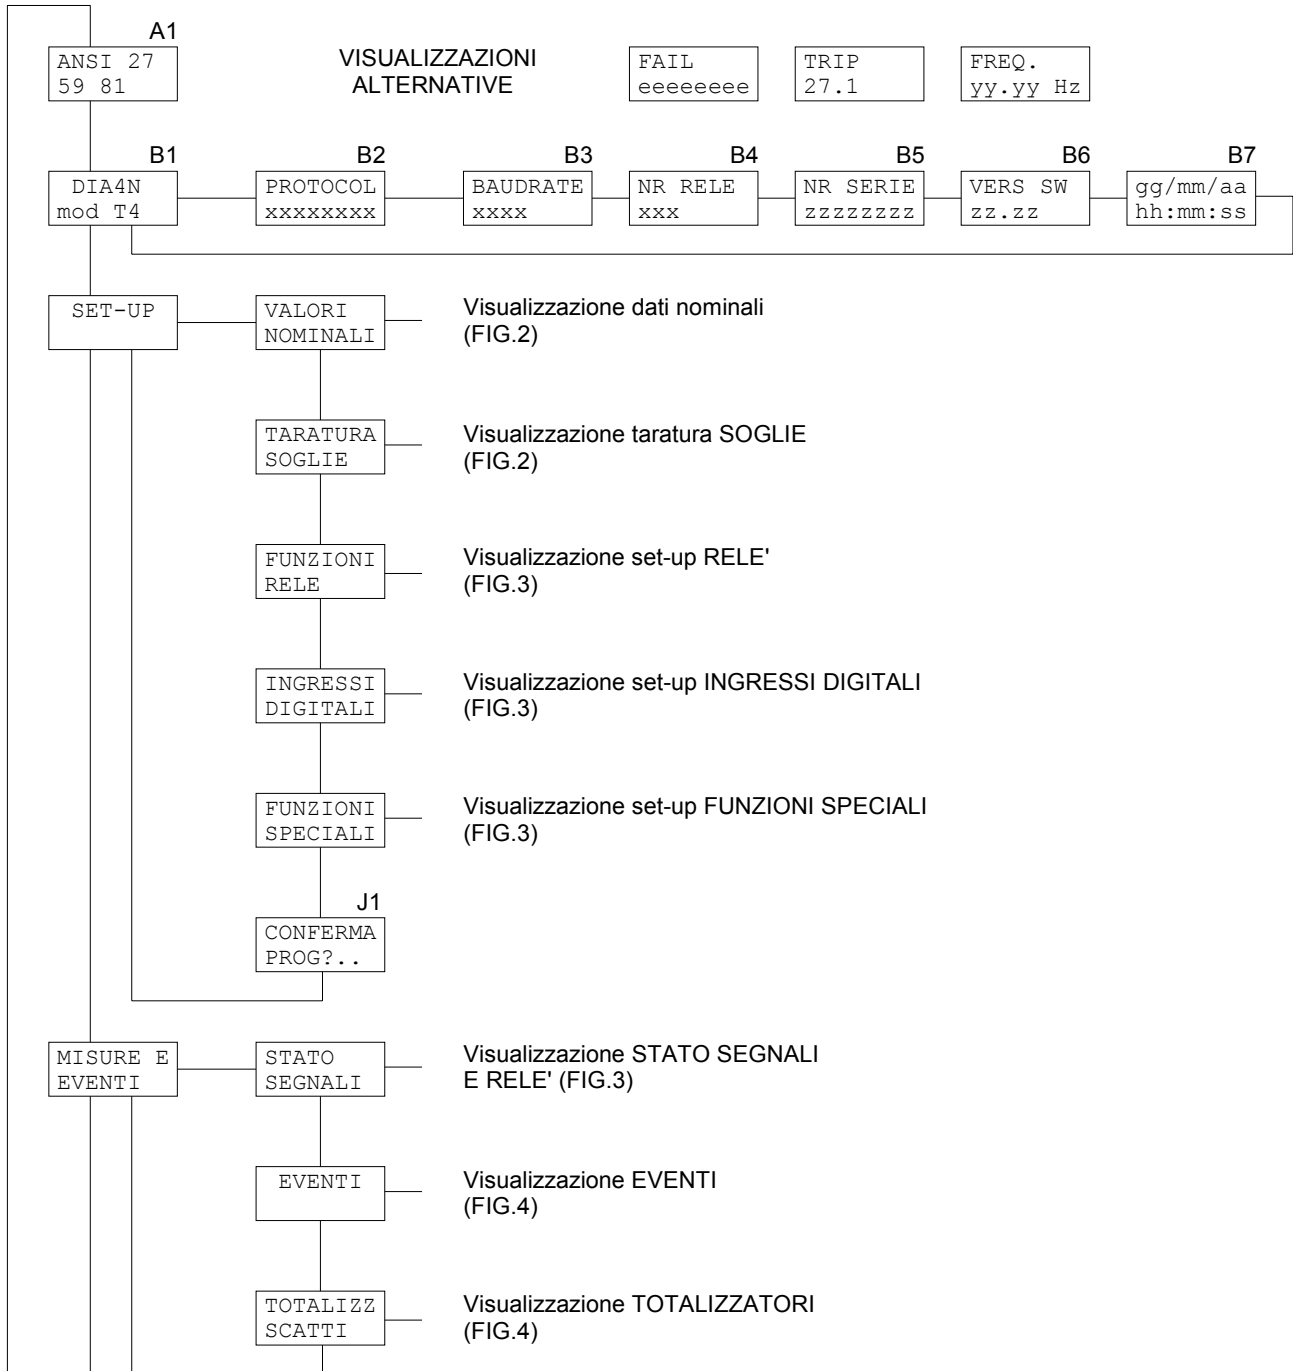 A1
ANSI 27
59 81
VISUALIZZAZIONI
ALTERNATIVE
FAIL
eeeeeeee
TRIP
27.1
FREQ.
yy.yy Hz
B1
DIA4N
mod T4
B2
PROTOCOL
xxxxxxxx
B3
BAUDRATE
xxxx
B4
NR RELE
xxx
B5
NR SERIE
zzzzzzzz
B6
VERS SW
zz.zz
B7
gg/mm/aa
hh:mm:ss
SET-UP
VALORI
NOMINALI
Visualizzazione dati nominali
(FIG.2)
TARATURA
SOGLIE
Visualizzazione taratura SOGLIE
(FIG.2)
FUNZIONI
RELE
Visualizzazione set-up RELE'
(FIG.3)
INGRESSI
DIGITALI
Visualizzazione set-up INGRESSI DIGITALI
(FIG.3)
FUNZIONI
SPECIALI
Visualizzazione set-up FUNZIONI SPECIALI
(FIG.3)
J1
CONFERMA
PROG?..
MISURE E
EVENTI
STATO
SEGNALI
Visualizzazione STATO SEGNALI
E RELE' (FIG.3)
EVENTI
Visualizzazione EVENTI
(FIG.4)
TOTALIZZ
SCATTI
Visualizzazione TOTALIZZATORI
(FIG.4)